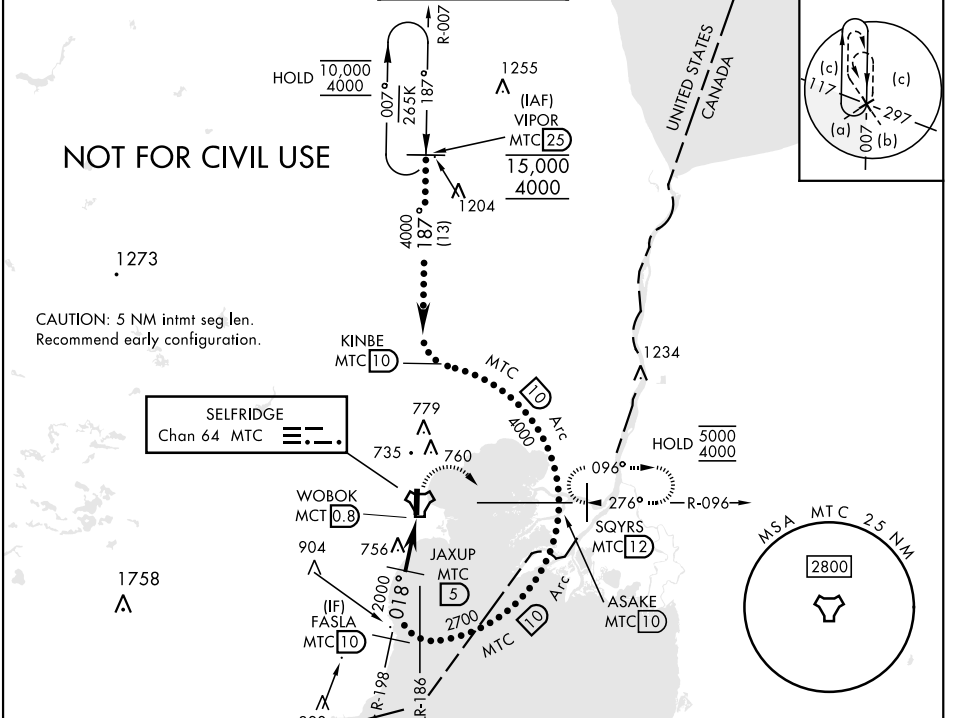 R-007
HOLD 10,000
4000
007°
265K
187°
1255
(IAF)
VIPOR
MTC 25
15,000
4000
1204
NOT FOR CIVIL USE
UNITED STATES
CANADA
(c)
(c)
117
297
(a)
007
(b)
4000
187°
(13)
1273
CAUTION: 5 NM intmt seg len.
Recommend early configuration.
KINBE
MTC 10
MTC 10 Arc
4000
1234
SELFRIDGE
Chan 64 MTC
779
735
760
HOLD 5000
4000
096°
276°
R-096
WOBOK
MCT 0.8
SQYRS
MTC 12
MSA MTC 25 NM
2800
904
756
JAXUP
MTC
5
1758
2000
018°
(IF)
FASLA
MTC 10
2700
MTC 10 Arc
ASAKE
MTC 10
R-198
R-186